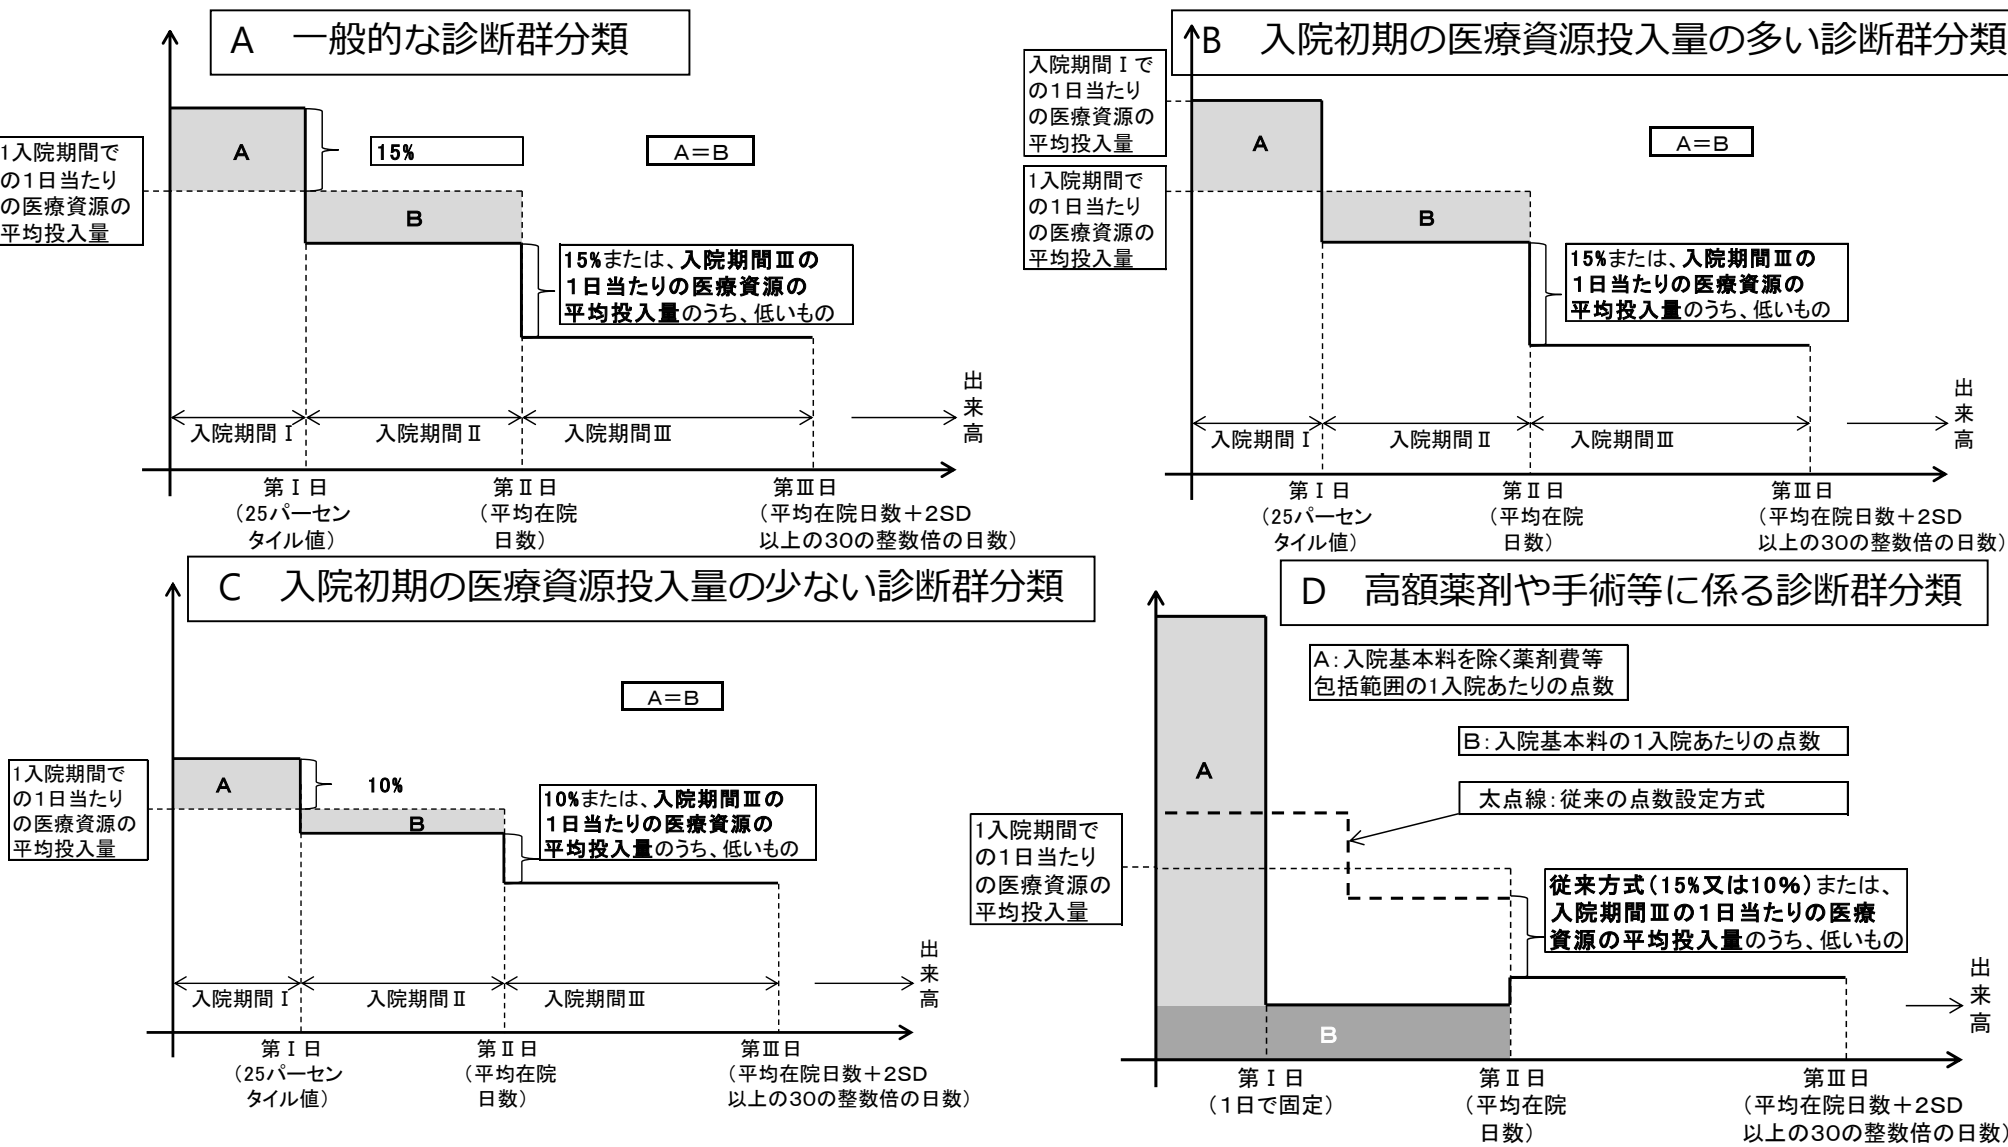 A　一般的な診断群分類
1入院期間で
の1日当たり
の医療資源の
平均投入量
A
15%
A＝B
B
15%または、入院期間Ⅲの
1日当たりの医療資源の
平均投入量のうち、低いもの
入院期間Ⅰ
入院期間Ⅱ
入院期間Ⅲ
出
来
高
第Ⅰ日
（25パーセン
タイル値）
第Ⅱ日
（平均在院
日数）
第Ⅲ日
（平均在院日数＋2SD
以上の30の整数倍の日数）
B　入院初期の医療資源投入量の多い診断群分類
入院期間Ⅰで
の1日当たり
の医療資源の
平均投入量
1入院期間で
の1日当たり
の医療資源の
平均投入量
A
A＝B
B
15%または、入院期間Ⅲの
1日当たりの医療資源の
平均投入量のうち、低いもの
入院期間Ⅰ
入院期間Ⅱ
入院期間Ⅲ
出
来
高
第Ⅰ日
（25パーセン
タイル値）
第Ⅱ日
（平均在院
日数）
第Ⅲ日
（平均在院日数＋2SD
以上の30の整数倍の日数）
C　入院初期の医療資源投入量の少ない診断群分類
A＝B
1入院期間で
の1日当たり
の医療資源の
平均投入量
A
10%
B
10%または、入院期間Ⅲの
1日当たりの医療資源の
平均投入量のうち、低いもの
入院期間Ⅰ
入院期間Ⅱ
入院期間Ⅲ
出
来
高
第Ⅰ日
（25パーセン
タイル値）
第Ⅱ日
（平均在院
日数）
第Ⅲ日
（平均在院日数＋2SD
以上の30の整数倍の日数）
D　高額薬剤や手術等に係る診断群分類
A：入院基本料を除く薬剤費等
包括範囲の1入院あたりの点数
B：入院基本料の1入院あたりの点数
太点線：従来の点数設定方式
A
1入院期間で
の1日当たり
の医療資源の
平均投入量
従来方式（15%又は10%）または、
入院期間Ⅲの1日当たりの医療
資源の平均投入量のうち、低いもの
B
出
来
高
第Ⅰ日
（1日で固定）
第Ⅱ日
（平均在院
日数）
第Ⅲ日
（平均在院日数＋2SD
以上の30の整数倍の日数）